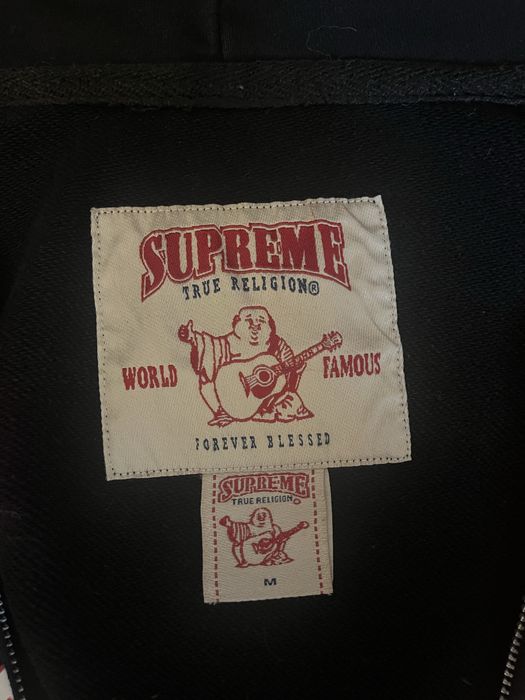 SUPREME
TRUE RELIGION®
WORLD FAMOUS
FOREVER BLESSED
SUPREME
TRUE RELIGION
M